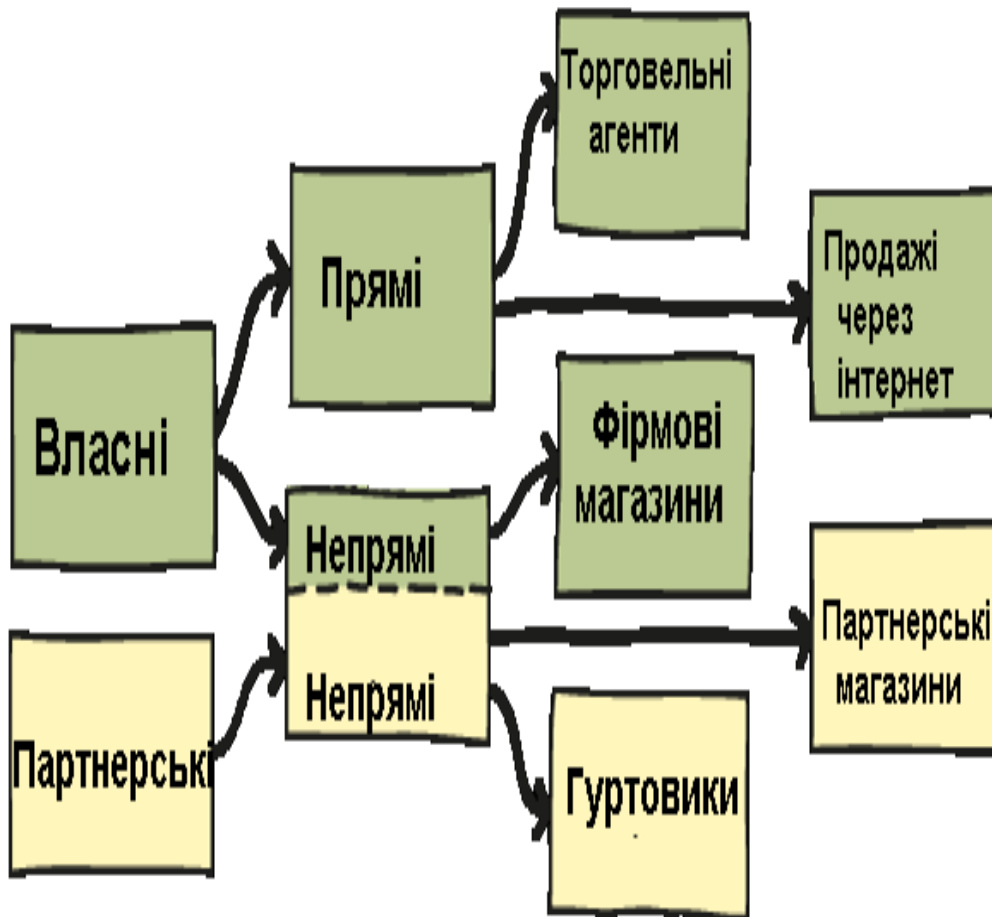 Торговельні
агенти
Прямі
Продажі
через
інтернет
Власні
Фірмові
магазини
Непрямі
Непрямі
Партнерські
магазини
Партнерські
Гуртовики